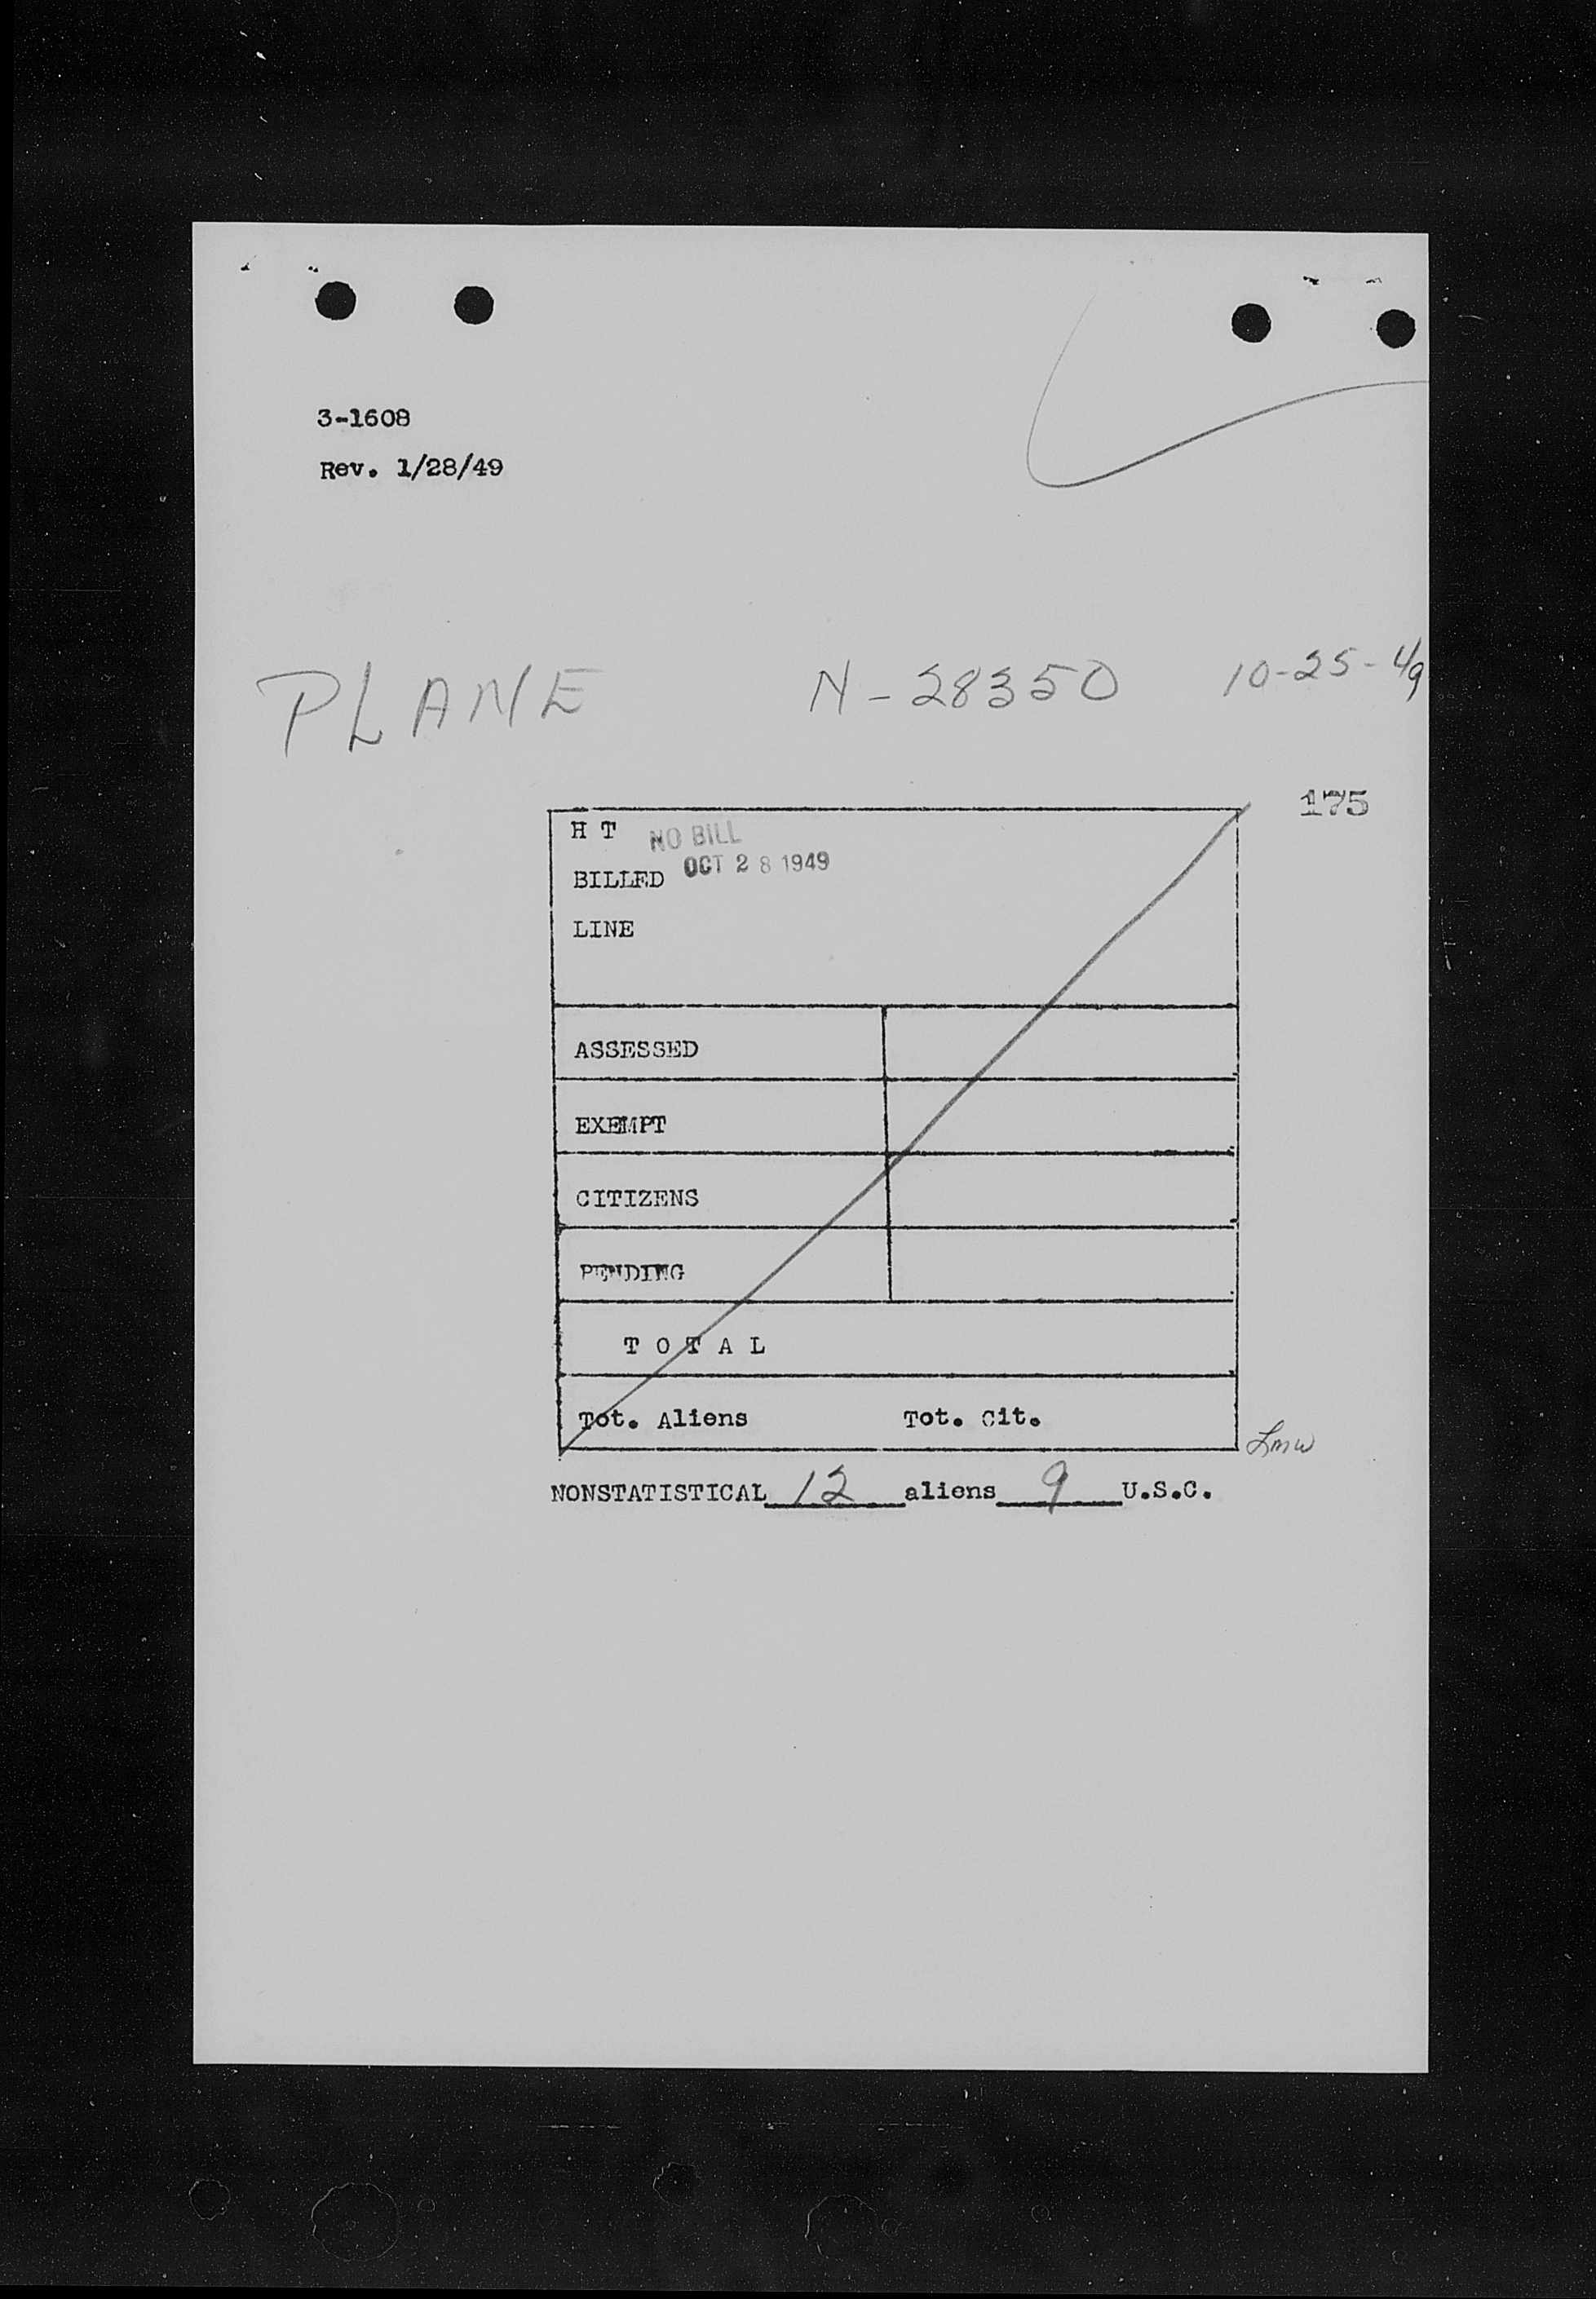 3-1608
Rev. 1/28/49
PLANE N-28350 10-25-49
175
H T NO BILL
BILLED OCT 28 1949
LINE
ASSESSED
EXEMPT
CITIZENS
PENDING
T O T A L
Tot. Aliens Tot. Cit.
Lmw
NONSTATISTICAL 12 aliens 9 U.S.C.